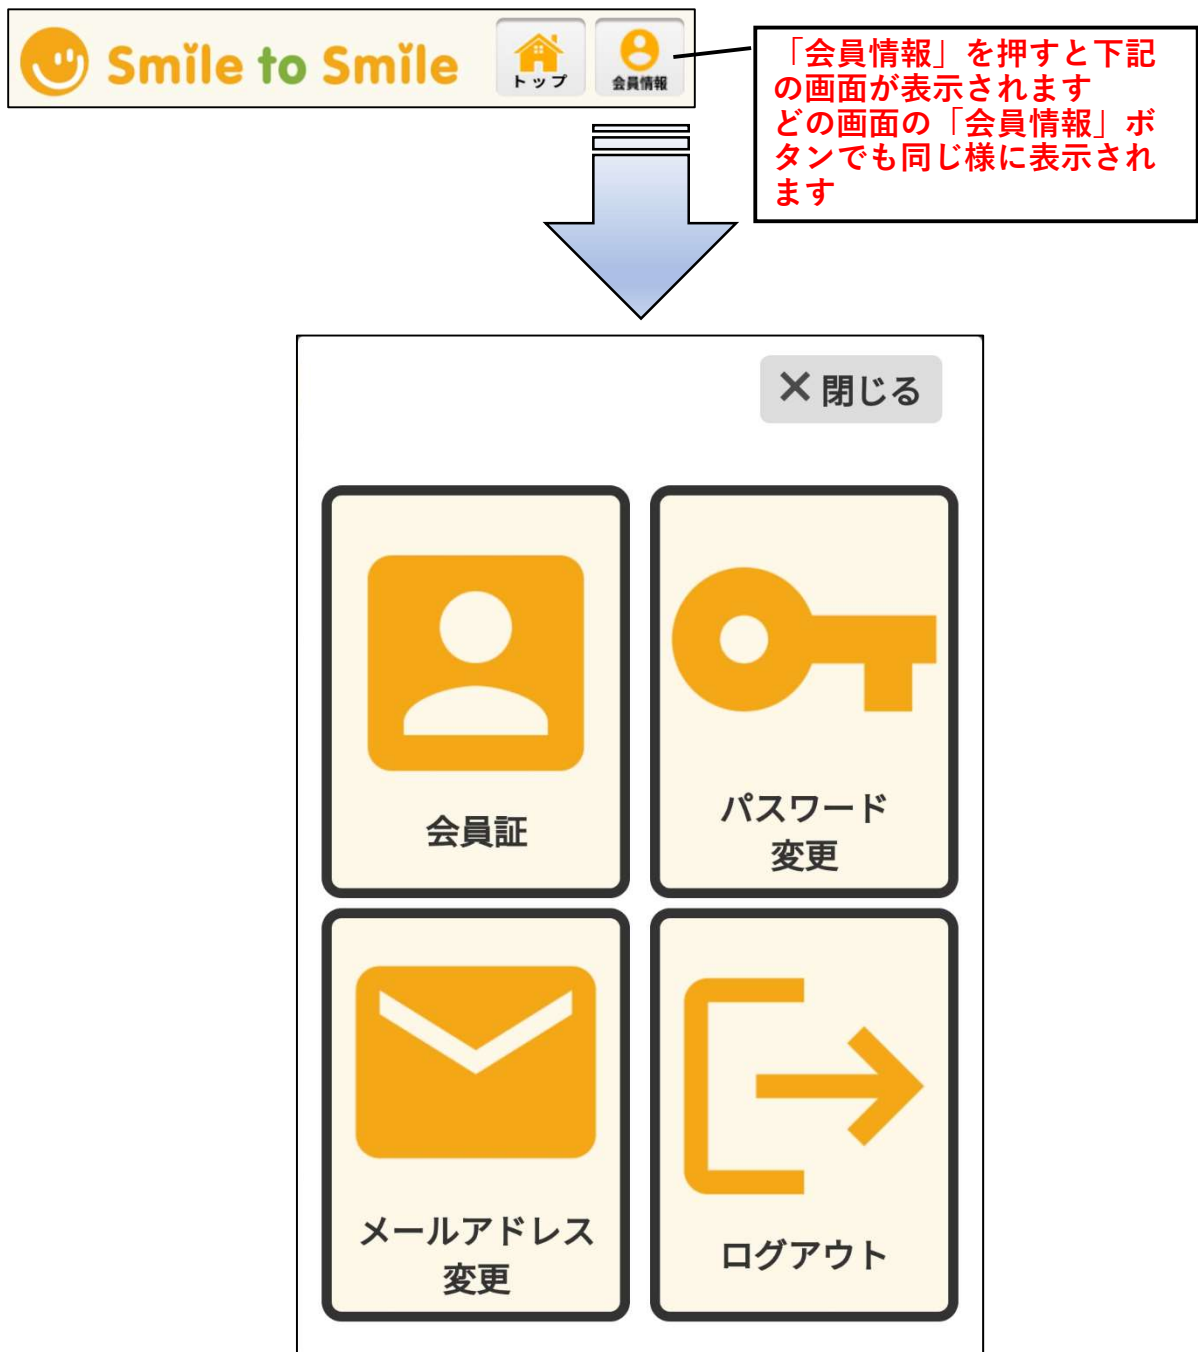 Smile to Smile
トップ
会員情報
「会員情報」を押すと下記
の画面が表示されます
どの画面の「会員情報」ボ
タンでも同じ様に表示され
ます
×閉じる
会員証
パスワード
変更
メールアドレス
変更
ログアウト